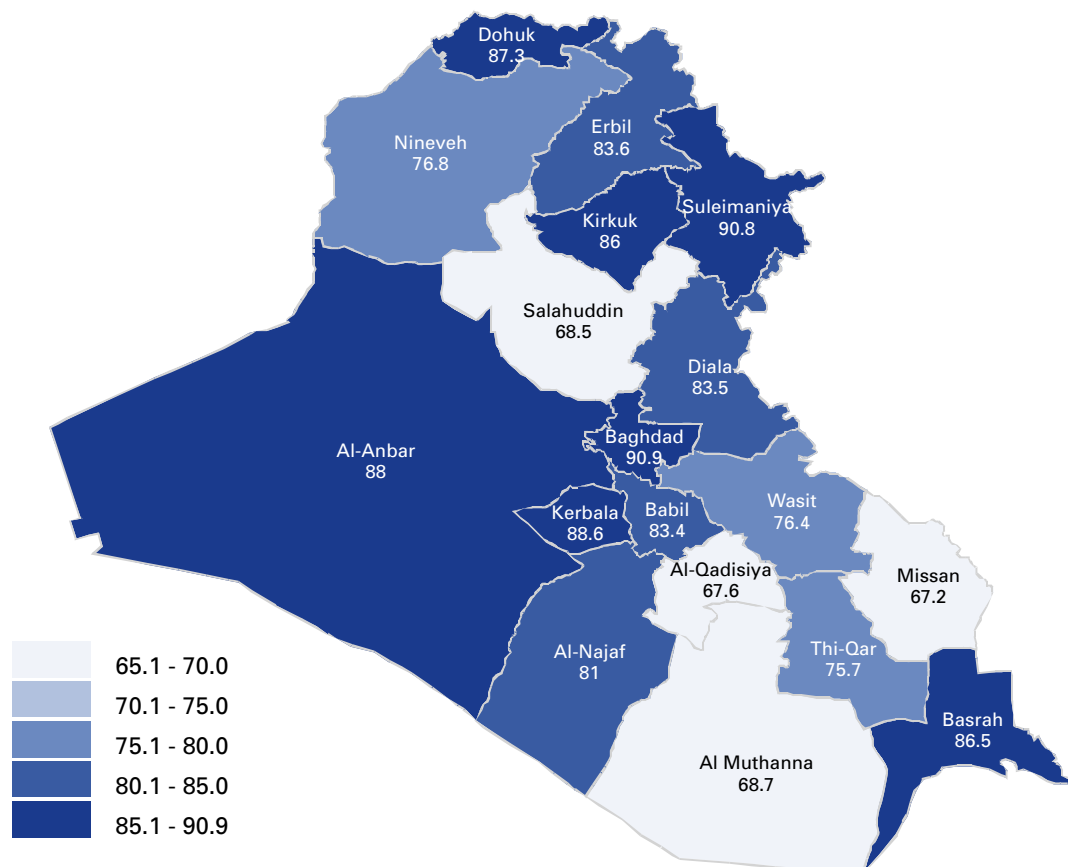 Dohuk
87.3
Erbil
83.6
Nineveh
76.8
Suleimaniya
90.8
Kirkuk
86
Salahuddin
68.5
Diala
83.5
Baghdad
90.9
Al-Anbar
88
Wasit
76.4
Kerbala
88.6
Babil
83.4
Al-Qadisiya
67.6
Missan
67.2
Al-Najaf
81
Thi-Qar
75.7
Basrah
86.5
Al Muthanna
68.7
65.1 - 70.0
70.1 - 75.0
75.1 - 80.0
80.1 - 85.0
85.1 - 90.9